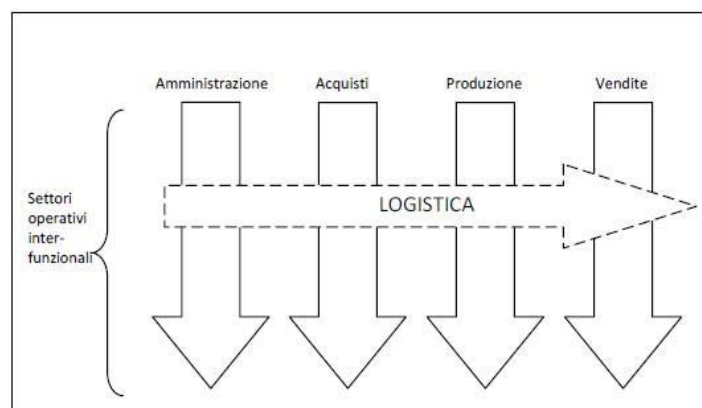 Amministrazione
Acquisti
Produzione
Vendite
LOGISTICA
Settori
operativi
inter-
funzionali